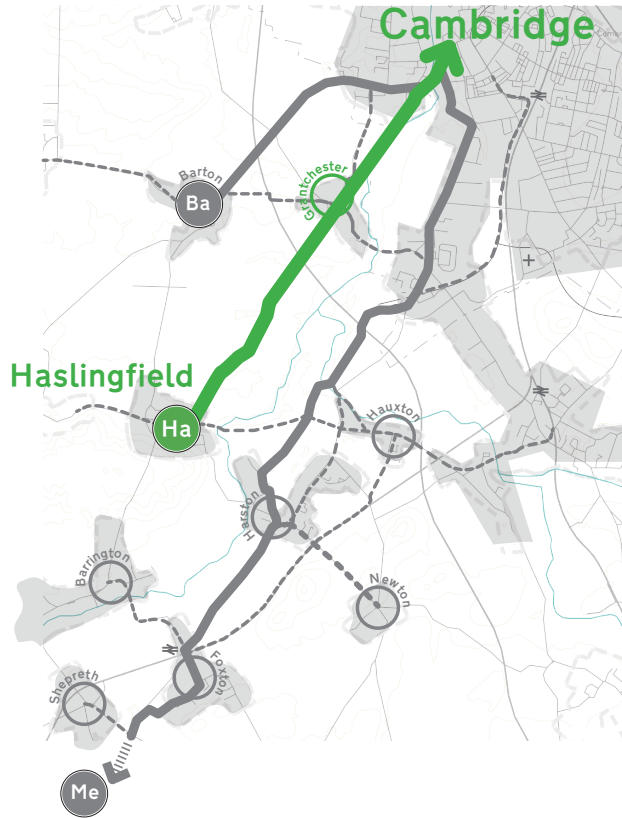 Cambridge
Barton
Ba
Grantchester
Haslingfield
Ha
Hauxton
Harston
Barrington
Newton
Foxton
Shepreth
Me